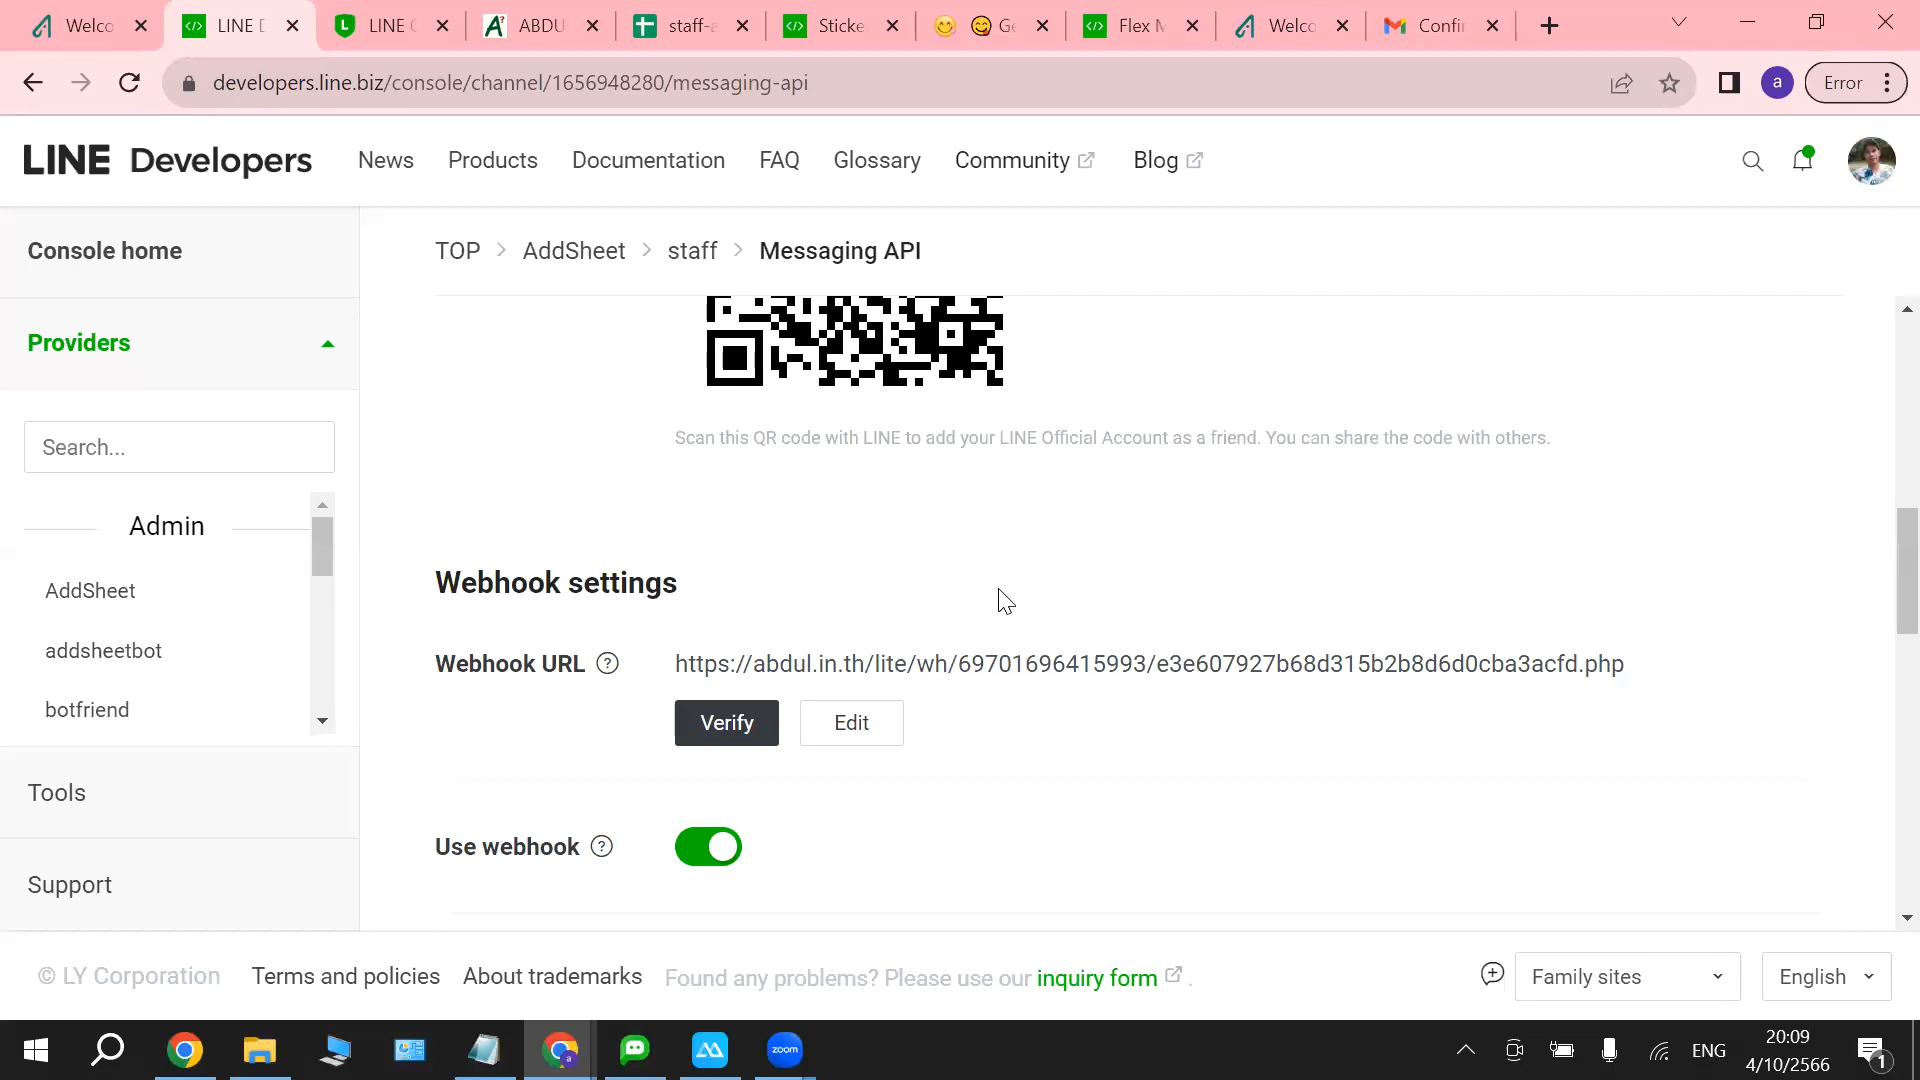 Welco
LINE D
LINE
ABDU
staff-a
Sticke
Ge
Flex M
Welco
Confir
developers.line.biz/console/channel/1656948280/messaging-api
a
Error
LINE Developers
News
Products
Documentation
FAQ
Glossary
Community
Blog
Console home
Providers
Search...
Admin
AddSheet
addsheetbot
botfriend
Tools
Support
TOP > AddSheet > staff > Messaging API
Scan this QR code with LINE to add your LINE Official Account as a friend. You can share the code with others.
Webhook settings
Webhook URL ?
https://abdul.in.th/lite/wh/69701696415993/e3e607927b68d315b2b8d6d0cba3acfd.php
Verify
Edit
Use webhook ?
© LY Corporation
Terms and policies
About trademarks
Found any problems? Please use our inquiry form .
Family sites
English
zoom
ENG
20:09
4/10/2566
1